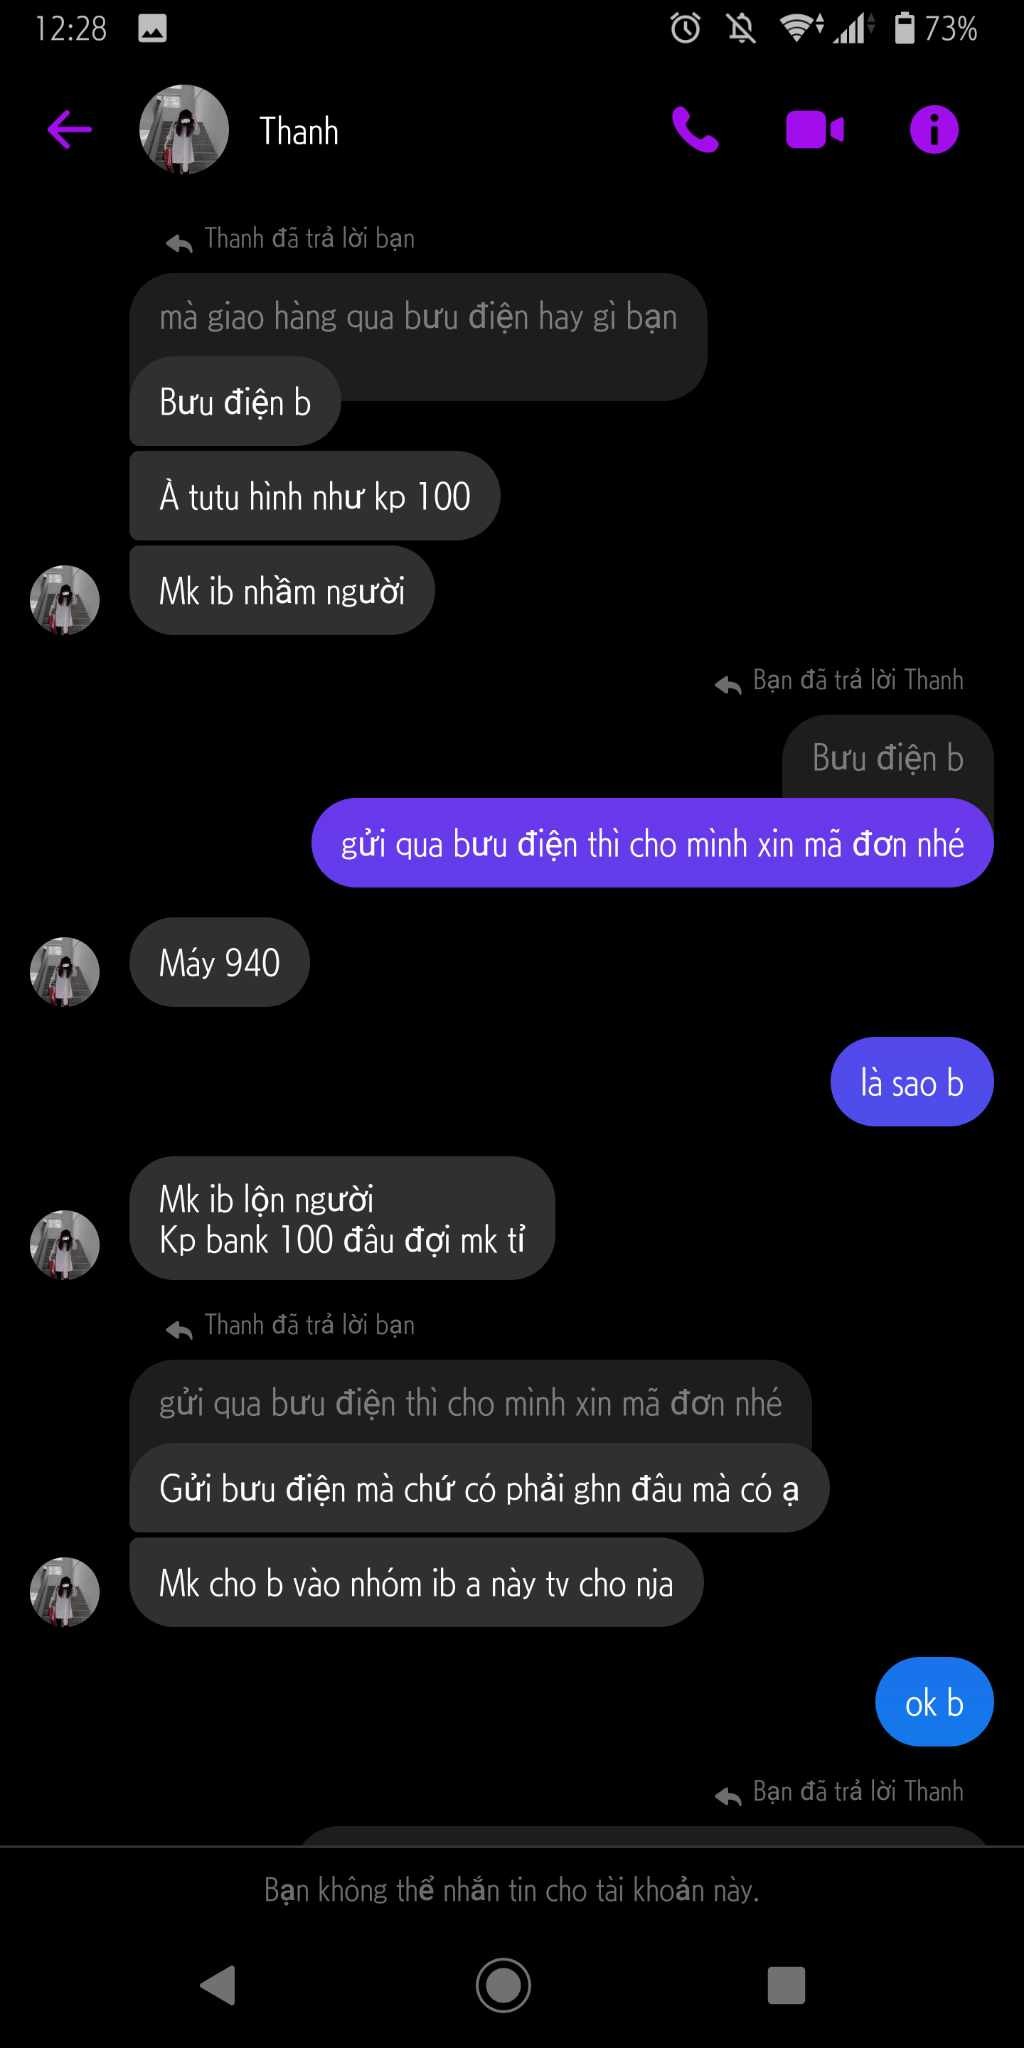 12:28
73%
Thanh
Thanh đã trả lời bạn
mà giao hàng qua bưu điện hay gì bạn
Bưu điện b
À tutu hình như kp 100
Mk ib nhầm người
Bạn đã trả lời Thanh
Bưu điện b
gửi qua bưu điện thì cho mình xin mã đơn nhé
Máy 940
là sao b
Mk ib lộn người
Kp bank 100 đâu đợi mk tỉ
Thanh đã trả lời bạn
gửi qua bưu điện thì cho mình xin mã đơn nhé
Gửi bưu điện mà chứ có phải ghn đâu mà có ạ
Mk cho b vào nhóm ib a này tv cho nja
ok b
Bạn đã trả lời Thanh
Bạn không thể nhắn tin cho tài khoản này.